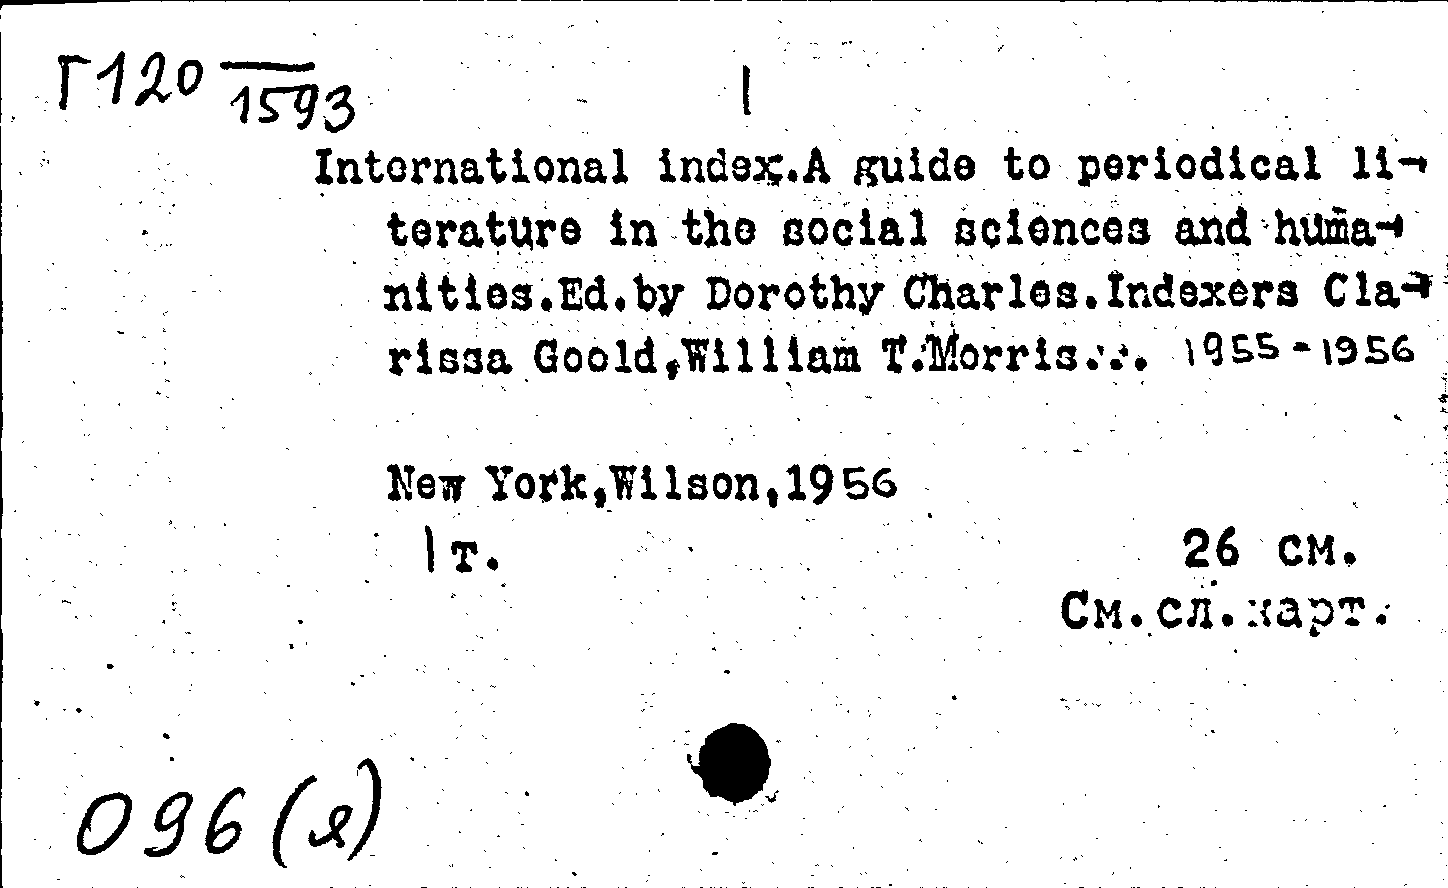 Г120 1593
1
International index.A guide to periodical li-
terature in the social sciences and huma-
nities.Ed.by Dorothy Charles.Indexers Cla-
rissa Goold,William T.Morris... 1955-1956
New York,Wilson,1956
1 т.
26 см.
См.сл.карт.
096(я)